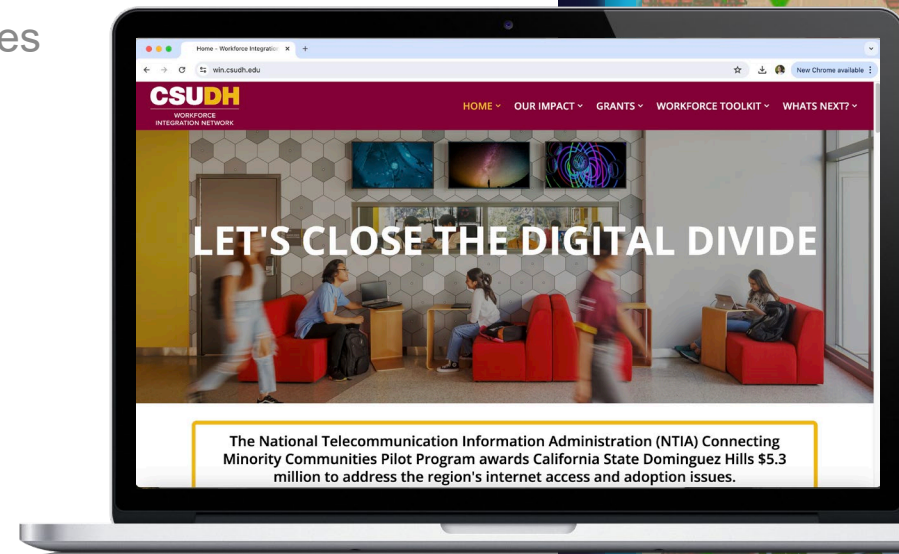 es
Home - Workforce Integration
win.csudh.edu
New Chrome available
CSUDH
WORKFORCE
INTEGRATION NETWORK
HOME OUR IMPACT GRANTS WORKFORCE TOOLKIT WHATS NEXT?
LET'S CLOSE THE DIGITAL DIVIDE
The National Telecommunication Information Administration (NTIA) Connecting
Minority Communities Pilot Program awards California State Dominguez Hills $5.3
million to address the region's internet access and adoption issues.